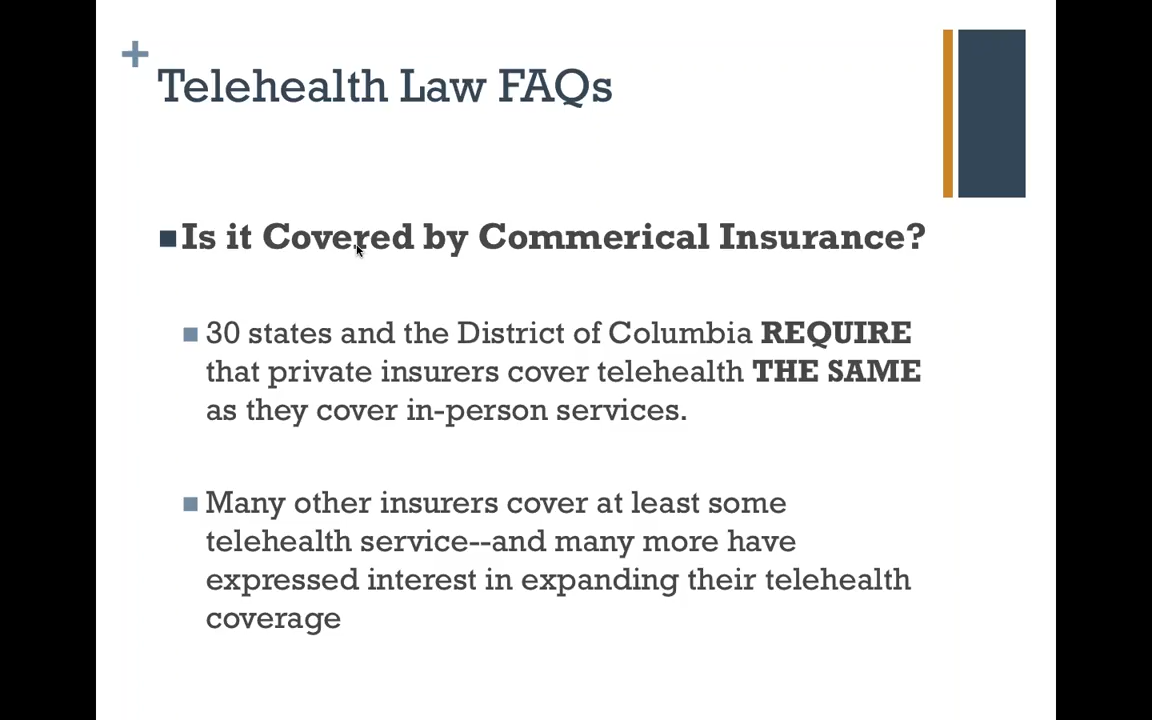 +
Telehealth Law FAQs
Is it Covered by Commerical Insurance?
30 states and the District of Columbia REQUIRE
that private insurers cover telehealth THE SAME
as they cover in-person services.
Many other insurers cover at least some
telehealth service--and many more have
expressed interest in expanding their telehealth
coverage